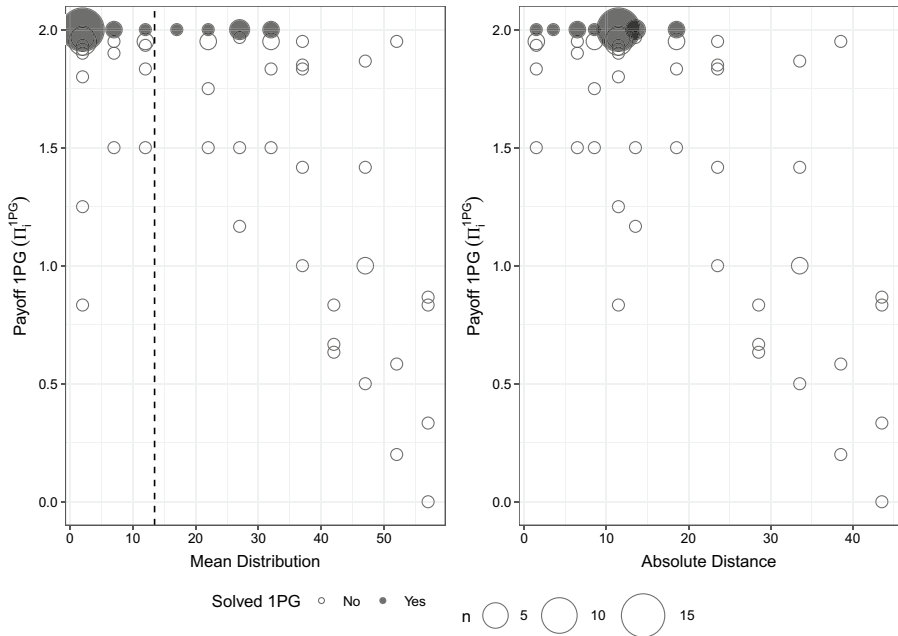 Payoff 1PG (Π_i^{1PG})
2.0
1.5
1.0
0.5
0.0
0 10 20 30 40 50
Mean Distribution
Payoff 1PG (Π_i^{1PG})
2.0
1.5
1.0
0.5
0.0
0 10 20 30 40
Absolute Distance
Solved 1PG No Yes
n 5 10 15